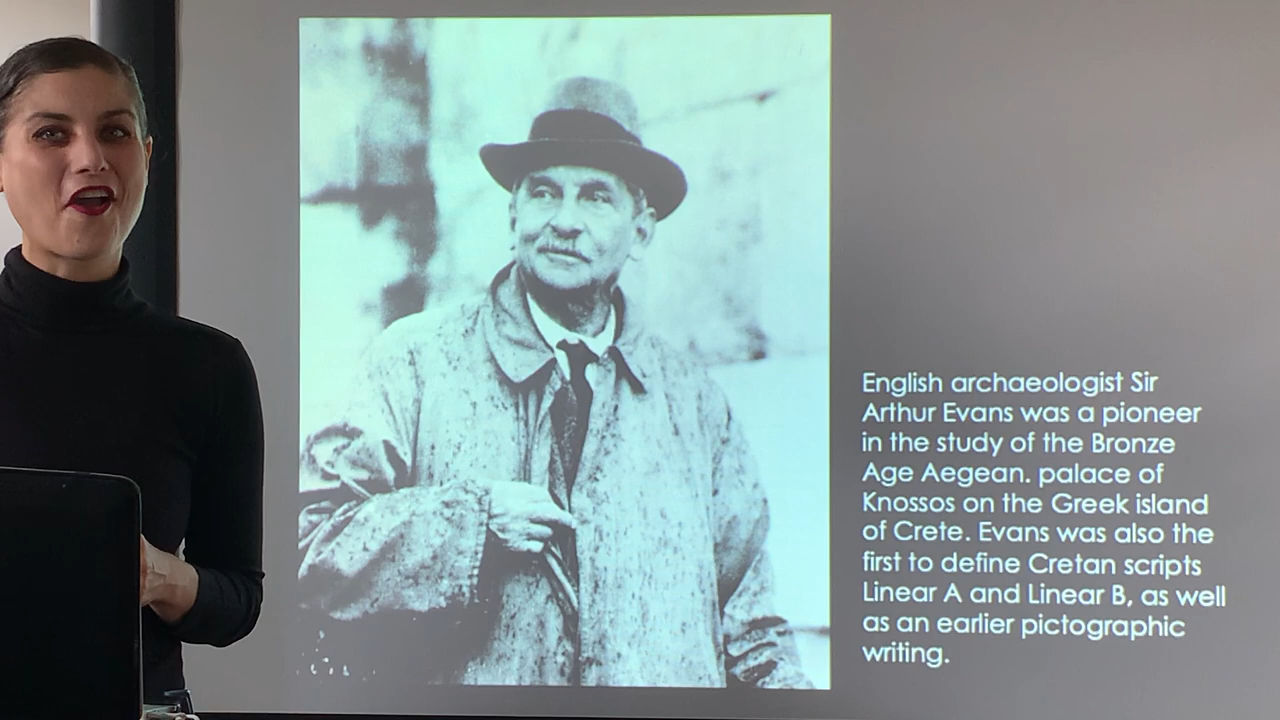 English archaeologist Sir
Arthur Evans was a pioneer
in the study of the Bronze
Age Aegean. palace of
Knossos on the Greek island
of Crete. Evans was also the
first to define Cretan scripts
Linear A and Linear B, as well
as an earlier pictographic
writing.